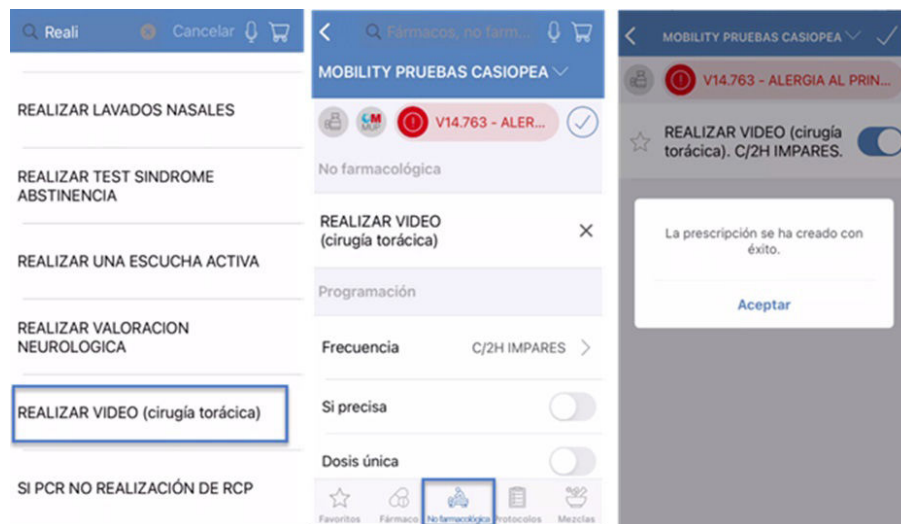 Reali
Cancelar
REALIZAR LAVADOS NASALES
REALIZAR TEST SINDROME
ABSTINENCIA
REALIZAR UNA ESCUCHA ACTIVA
REALIZAR VALORACION
NEUROLOGICA
REALIZAR VIDEO (cirugía torácica)
SI PCR NO REALIZACIÓN DE RCP
Fármacos, no farm...
MOBILITY PRUEBAS CASIOPEA
MUP
V14.763 - ALER...
No farmacológica
REALIZAR VIDEO
(cirugía torácica)
Programación
Frecuencia
C/2H IMPARES
Si precisa
Dosis única
Favoritos
Fármaco
No farmacológica
Protocolos
Mezclas
MOBILITY PRUEBAS CASIOPEA
V14.763 - ALERGIA AL PRIN...
REALIZAR VIDEO (cirugía
torácica). C/2H IMPARES.
La prescripción se ha creado con
éxito.
Aceptar